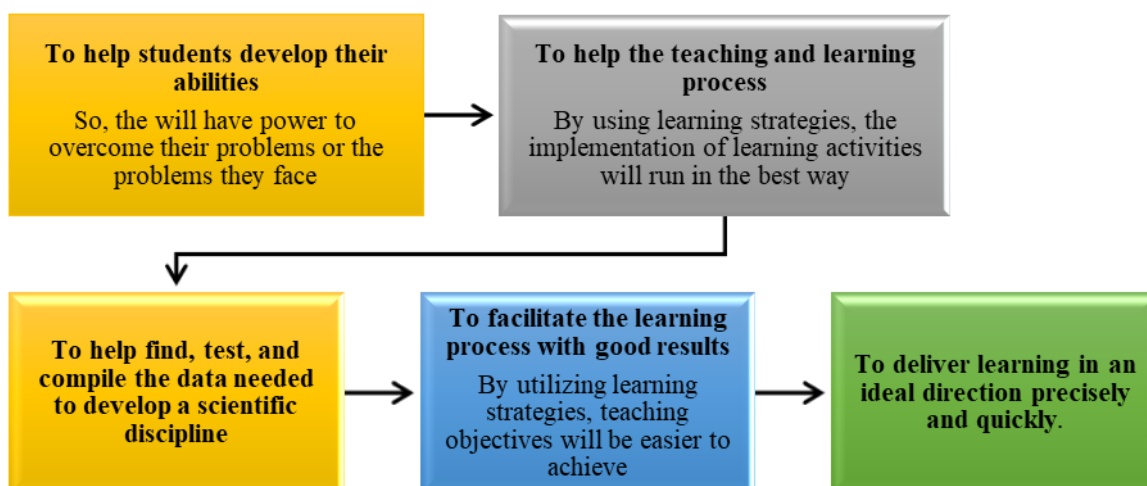 To help students develop their
abilities
So, the will have power to
overcome their problems or the
problems they face
To help the teaching and learning
process
By using learning strategies, the
implementation of learning activities
will run in the best way
To help find, test, and
compile the data needed
to develop a scientific
discipline
To facilitate the learning
process with good results
By utilizing learning
strategies, teaching
objectives will be easier to
achieve
To deliver learning in an
ideal direction precisely
and quickly.